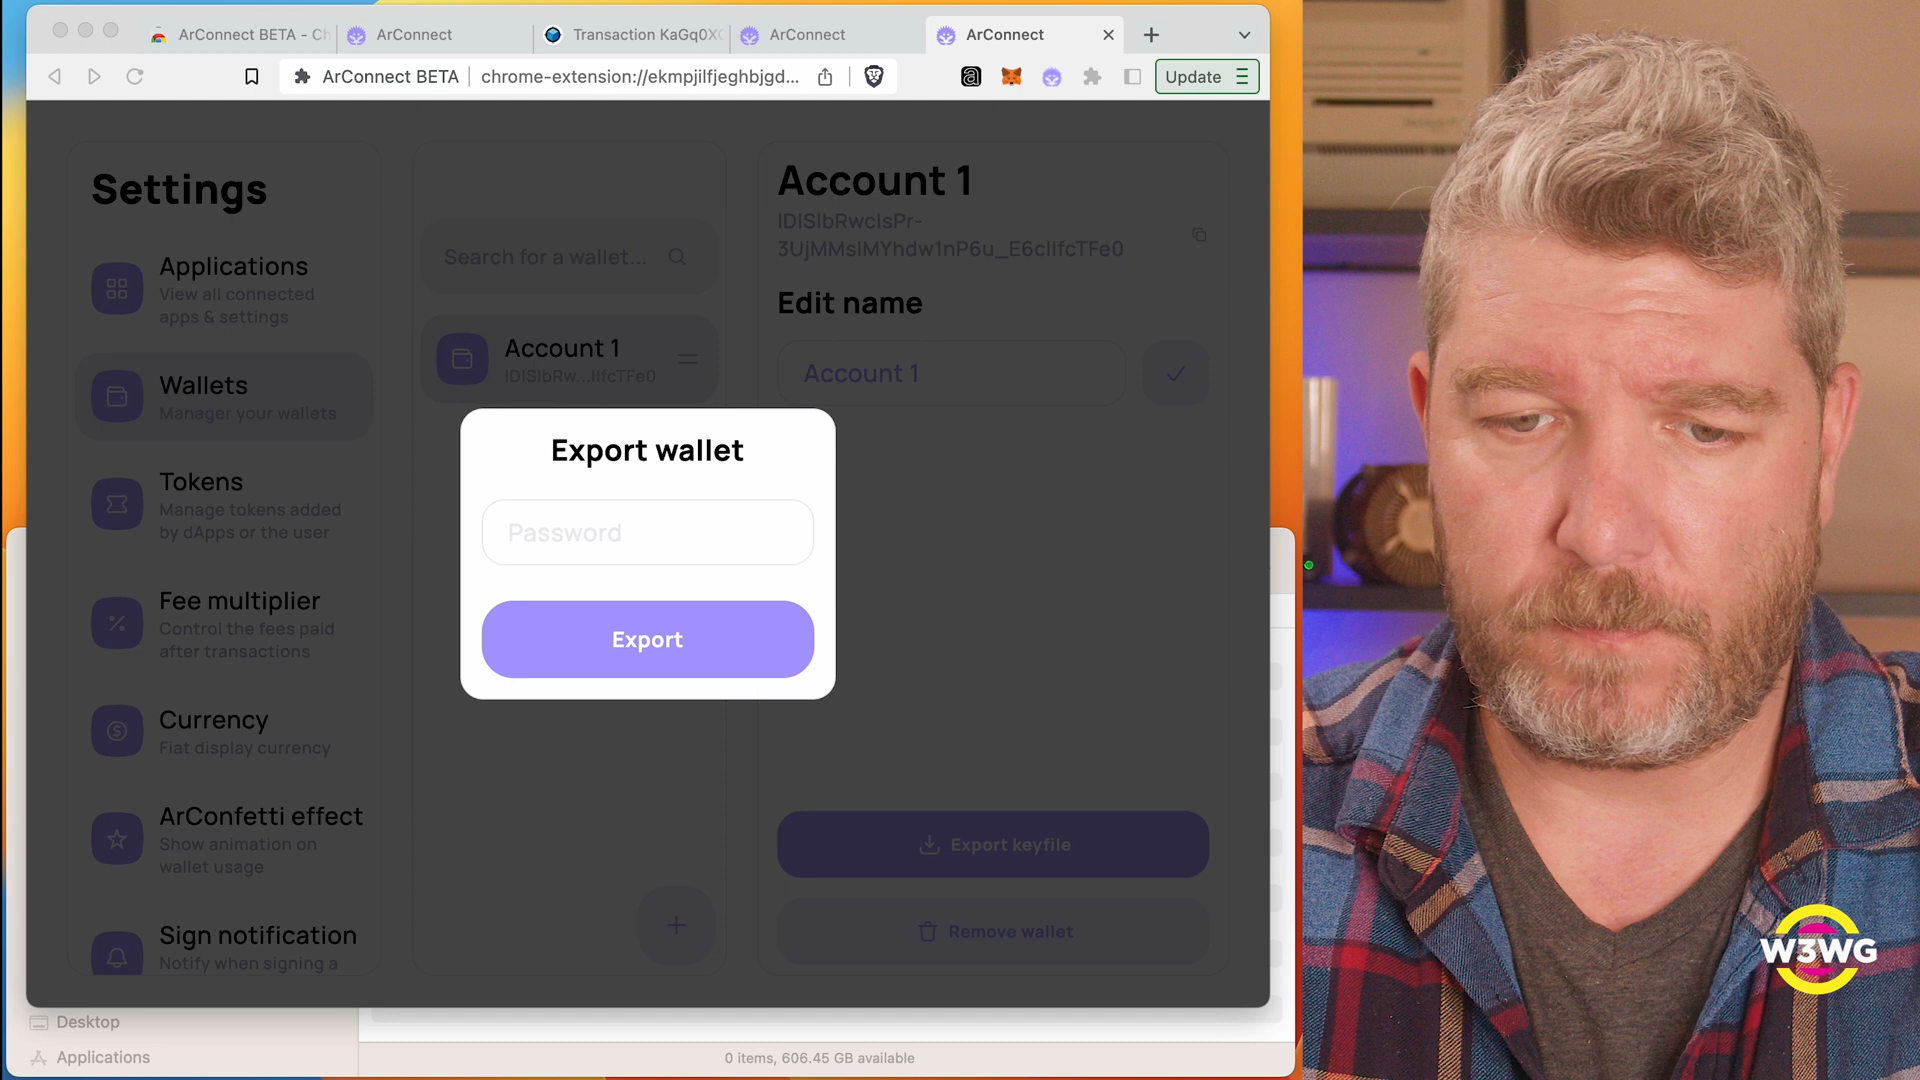 ArConnect BETA - Ch
ArConnect
Transaction KaGq0X
ArConnect
ArConnect
ArConnect BETA
chrome-extension://ekmpjilfjeghbjgd...
Update
Settings
Applications
View all connected
apps & settings
Wallets
Manager your wallets
Tokens
Manage tokens added
by dApps or the user
Fee multiplier
Control the fees paid
after transactions
Currency
Fiat display currency
ArConfetti effect
Show animation on
wallet usage
Sign notification
Notify when signing a
Search for a wallet...
Account 1
lDISIbRw...lIfcTFe0
Account 1
lDISIbRwcIsPr-
3UjMMsIMYhdw1nP6u_E6clIfcTFe0
Edit name
Account 1
Export keyfile
Remove wallet
Export wallet
Password
Export
Desktop
Applications
0 items, 606.45 GB available
W3WG